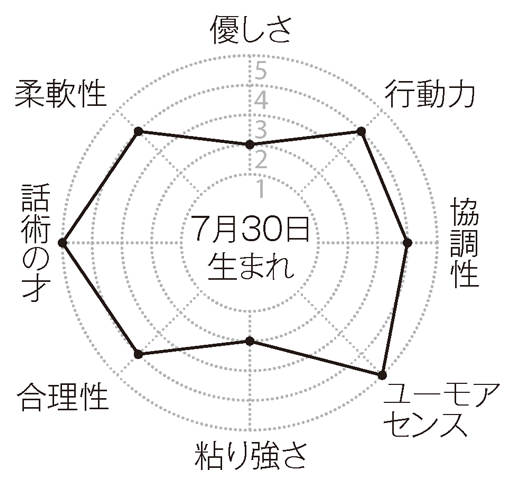 優しさ
柔軟性
行動力
5
4
3
2
1
話術の才
7月30日
生まれ
協調性
合理性
ユーモア
センス
粘り強さ